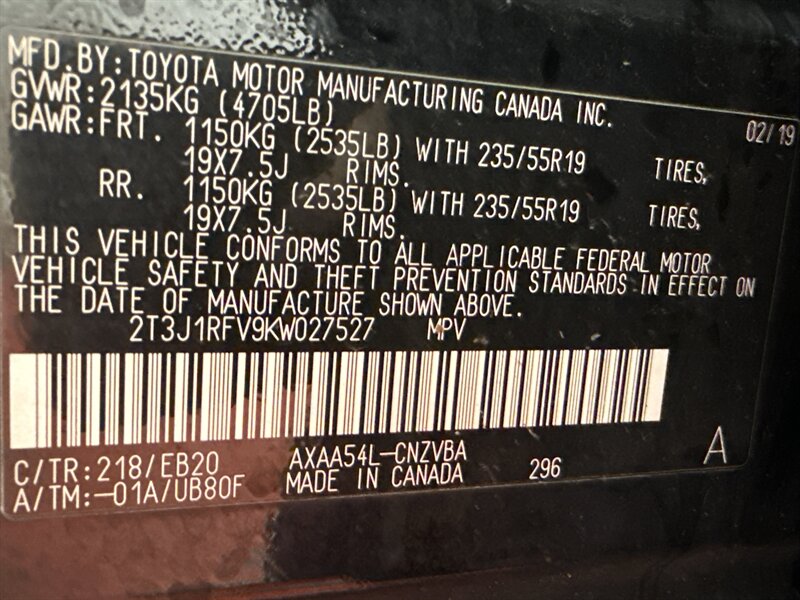 MFD.BY:TOYOTA MOTOR MANUFACTURING CANADA INC.
GVWR:2135KG (4705LB) 02/19
GAWR:FRT. 1150KG (2535LB) WITH 235/55R19 TIRES,
19X7.5J RIMS.
RR. 1150KG (2535LB) WITH 235/55R19 TIRES,
19X7.5J RIMS.
THIS VEHICLE CONFORMS TO ALL APPLICABLE FEDERAL MOTOR
VEHICLE SAFETY AND THEFT PREVENTION STANDARDS IN EFFECT ON
THE DATE OF MANUFACTURE SHOWN ABOVE.
2T3J1RFV9KW027527 MPV
C/TR:218/EB20 AXAA54L-CNZVBA A
A/TM:-01A/UB80F MADE IN CANADA 296